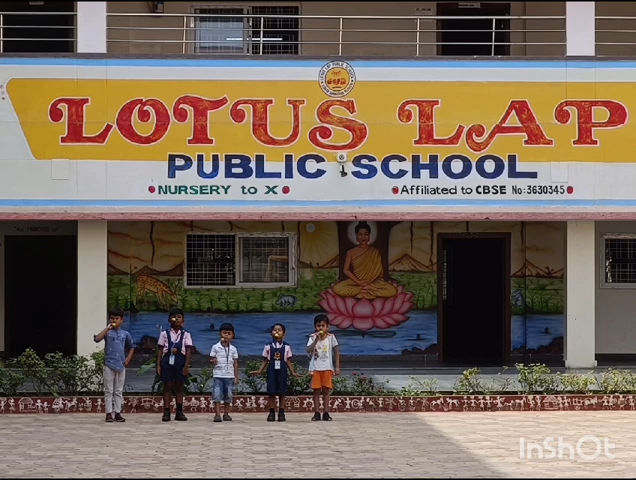 LOTUS LAP
PUBLIC SCHOOL
NURSERY to X
Affiliated to CBSE No: 3630345
InShOt